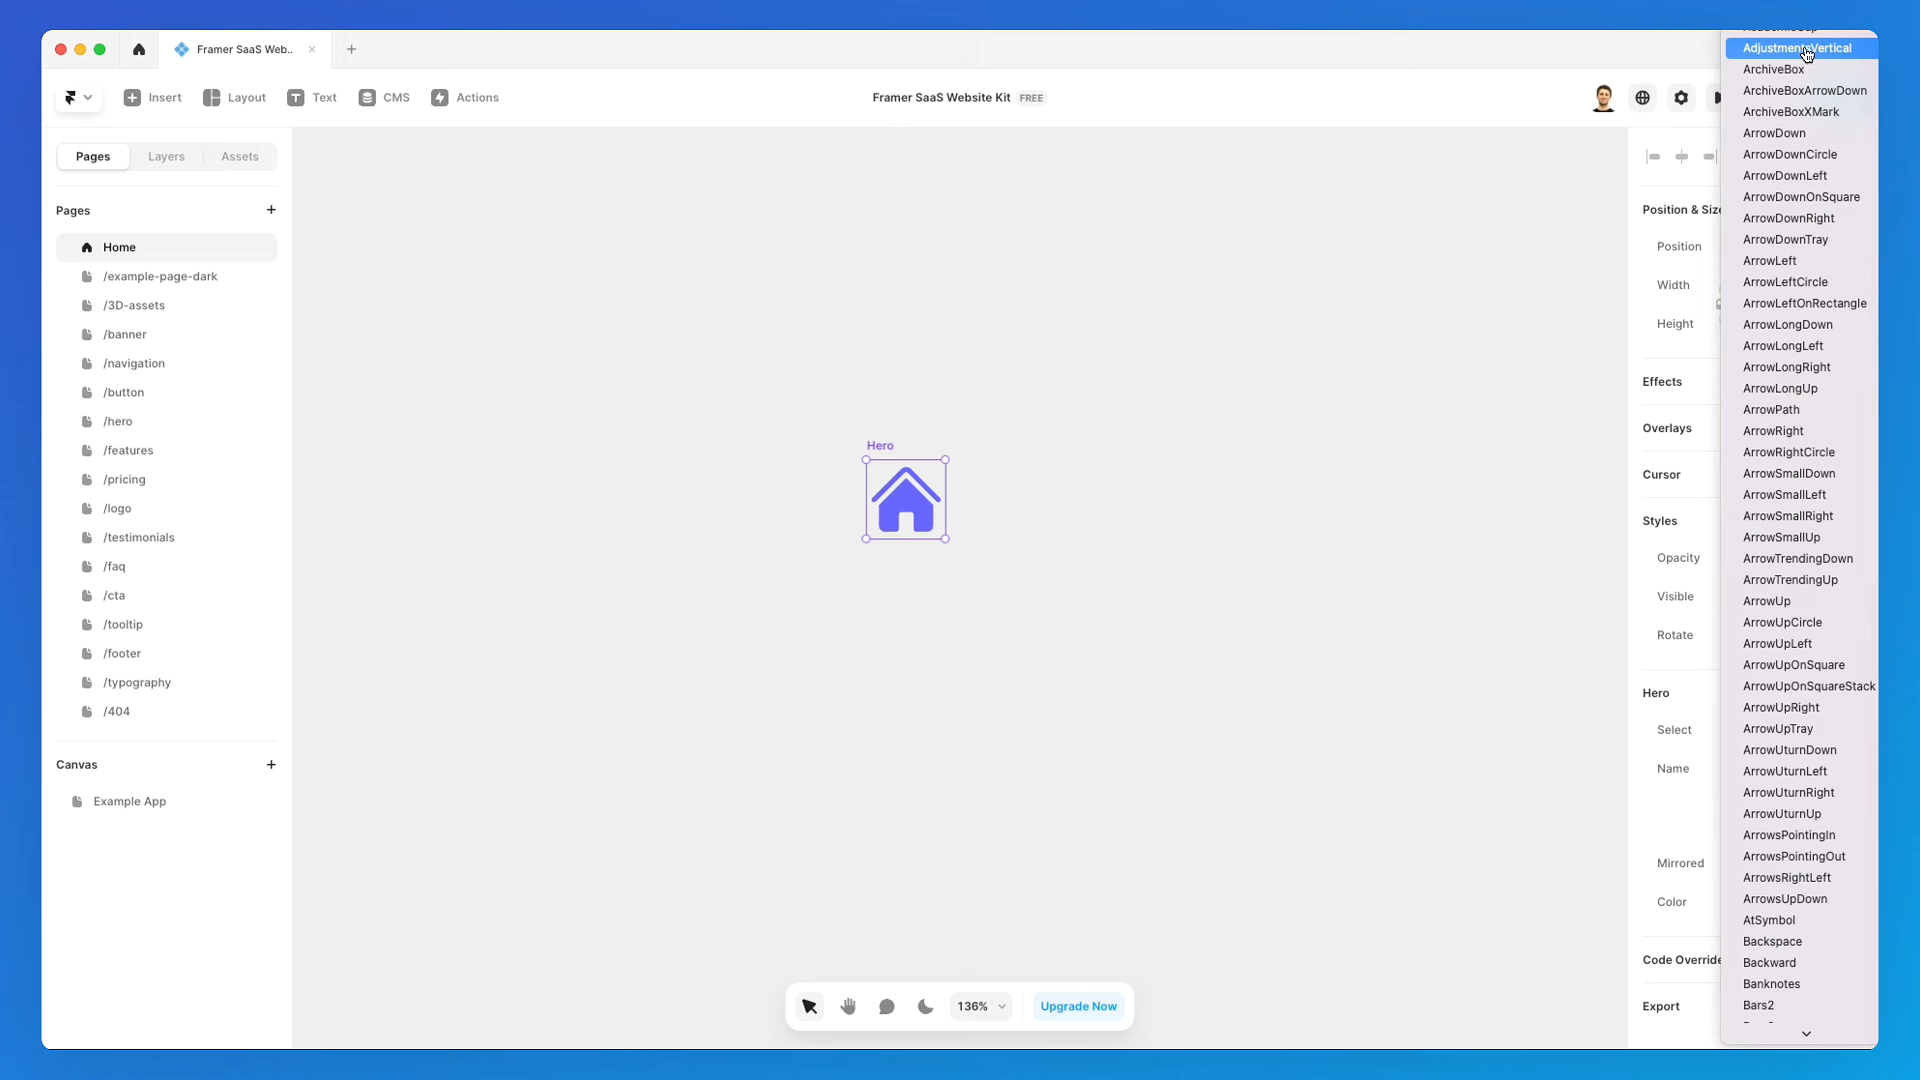 Framer SaaS Web..
Insert
Layout
Text
CMS
Actions
Framer SaaS Website Kit FREE
Pages
Layers
Assets
Pages
Home
/example-page-dark
/3D-assets
/banner
/navigation
/button
/hero
/features
/pricing
/logo
/testimonials
/faq
/cta
/tooltip
/footer
/typography
/404
Canvas
Example App
Hero
136%
Upgrade Now
Position & Size
Position
Width
Height
Effects
Overlays
Cursor
Styles
Opacity
Visible
Rotate
Hero
Select
Name
Mirrored
Color
Code Override
Export
AdjustmentsVertical
ArchiveBox
ArchiveBoxArrowDown
ArchiveBoxXMark
ArrowDown
ArrowDownCircle
ArrowDownLeft
ArrowDownOnSquare
ArrowDownRight
ArrowDownTray
ArrowLeft
ArrowLeftCircle
ArrowLeftOnRectangle
ArrowLongDown
ArrowLongLeft
ArrowLongRight
ArrowLongUp
ArrowPath
ArrowRight
ArrowRightCircle
ArrowSmallDown
ArrowSmallLeft
ArrowSmallRight
ArrowSmallUp
ArrowTrendingDown
ArrowTrendingUp
ArrowUp
ArrowUpCircle
ArrowUpLeft
ArrowUpOnSquare
ArrowUpOnSquareStack
ArrowUpRight
ArrowUpTray
ArrowUturnDown
ArrowUturnLeft
ArrowUturnRight
ArrowUturnUp
ArrowsPointingIn
ArrowsPointingOut
ArrowsRightLeft
ArrowsUpDown
AtSymbol
Backspace
Backward
Banknotes
Bars2